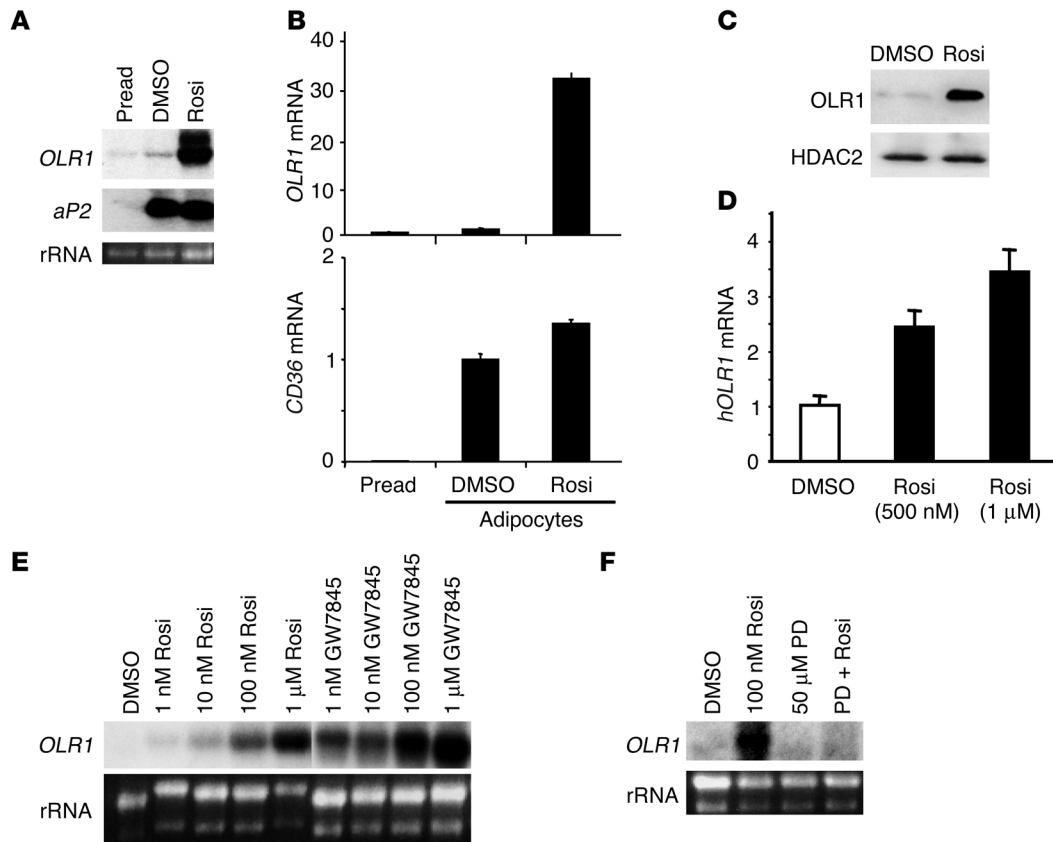 A
Pread
DMSO
Rosi
OLR1
aP2
rRNA
B
40
30
20
10
0
OLR1 mRNA
2
1
0
CD36 mRNA
Pread
DMSO
Rosi
Adipocytes
C
DMSO Rosi
OLR1
HDAC2
D
4
3
2
1
0
hOLR1 mRNA
DMSO
Rosi
(500 nM)
Rosi
(1 μM)
E
DMSO
1 nM Rosi
10 nM Rosi
100 nM Rosi
1 μM Rosi
1 nM GW7845
10 nM GW7845
100 nM GW7845
1 μM GW7845
OLR1
rRNA
F
DMSO
100 nM Rosi
50 μM PD
PD + Rosi
OLR1
rRNA